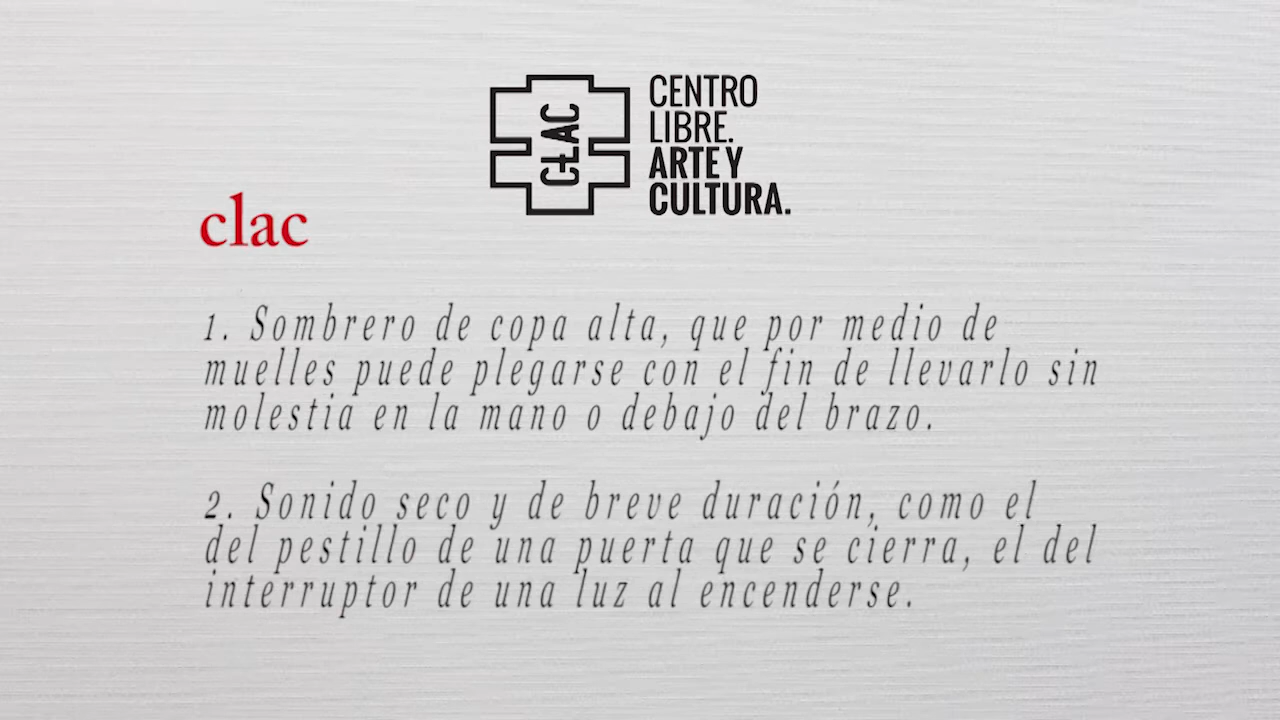 CLAC
CENTRO
LIBRE.
ARTE Y
CULTURA.
clac
1. Sombrero de copa alta, que por medio de
muelles puede plegarse con el fin de llevarlo sin
molestia en la mano o debajo del brazo.
2. Sonido seco y de breve duración, como el
del pestillo de una puerta que se cierra, el del
interruptor de una luz al encenderse.